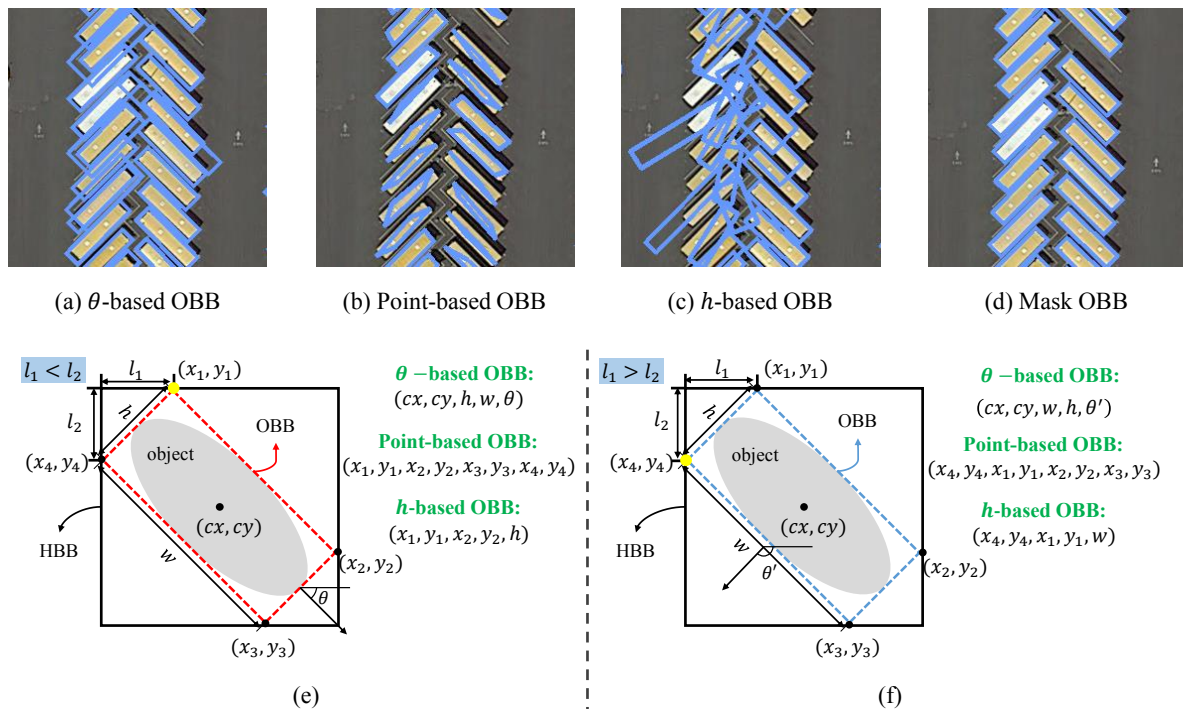 (a) θ-based OBB
(b) Point-based OBB
(c) h-based OBB
(d) Mask OBB
l₁ < l₂
l₁
(x₁, y₁)
l₂
h
(x₄, y₄)
object
OBB
(cx, cy)
HBB
w
(x₂, y₂)
θ
(x₃, y₃)
θ −based OBB:
(cx, cy, h, w, θ)
Point-based OBB:
(x₁, y₁, x₂, y₂, x₃, y₃, x₄, y₄)
h-based OBB:
(x₁, y₁, x₂, y₂, h)
(e)
l₁ > l₂
l₁
(x₁, y₁)
l₂
h
(x₄, y₄)
object
OBB
(cx, cy)
HBB
w
θ′
(x₂, y₂)
(x₃, y₃)
θ −based OBB:
(cx, cy, w, h, θ′)
Point-based OBB:
(x₄, y₄, x₁, y₁, x₂, y₂, x₃, y₃)
h-based OBB:
(x₄, y₄, x₁, y₁, w)
(f)